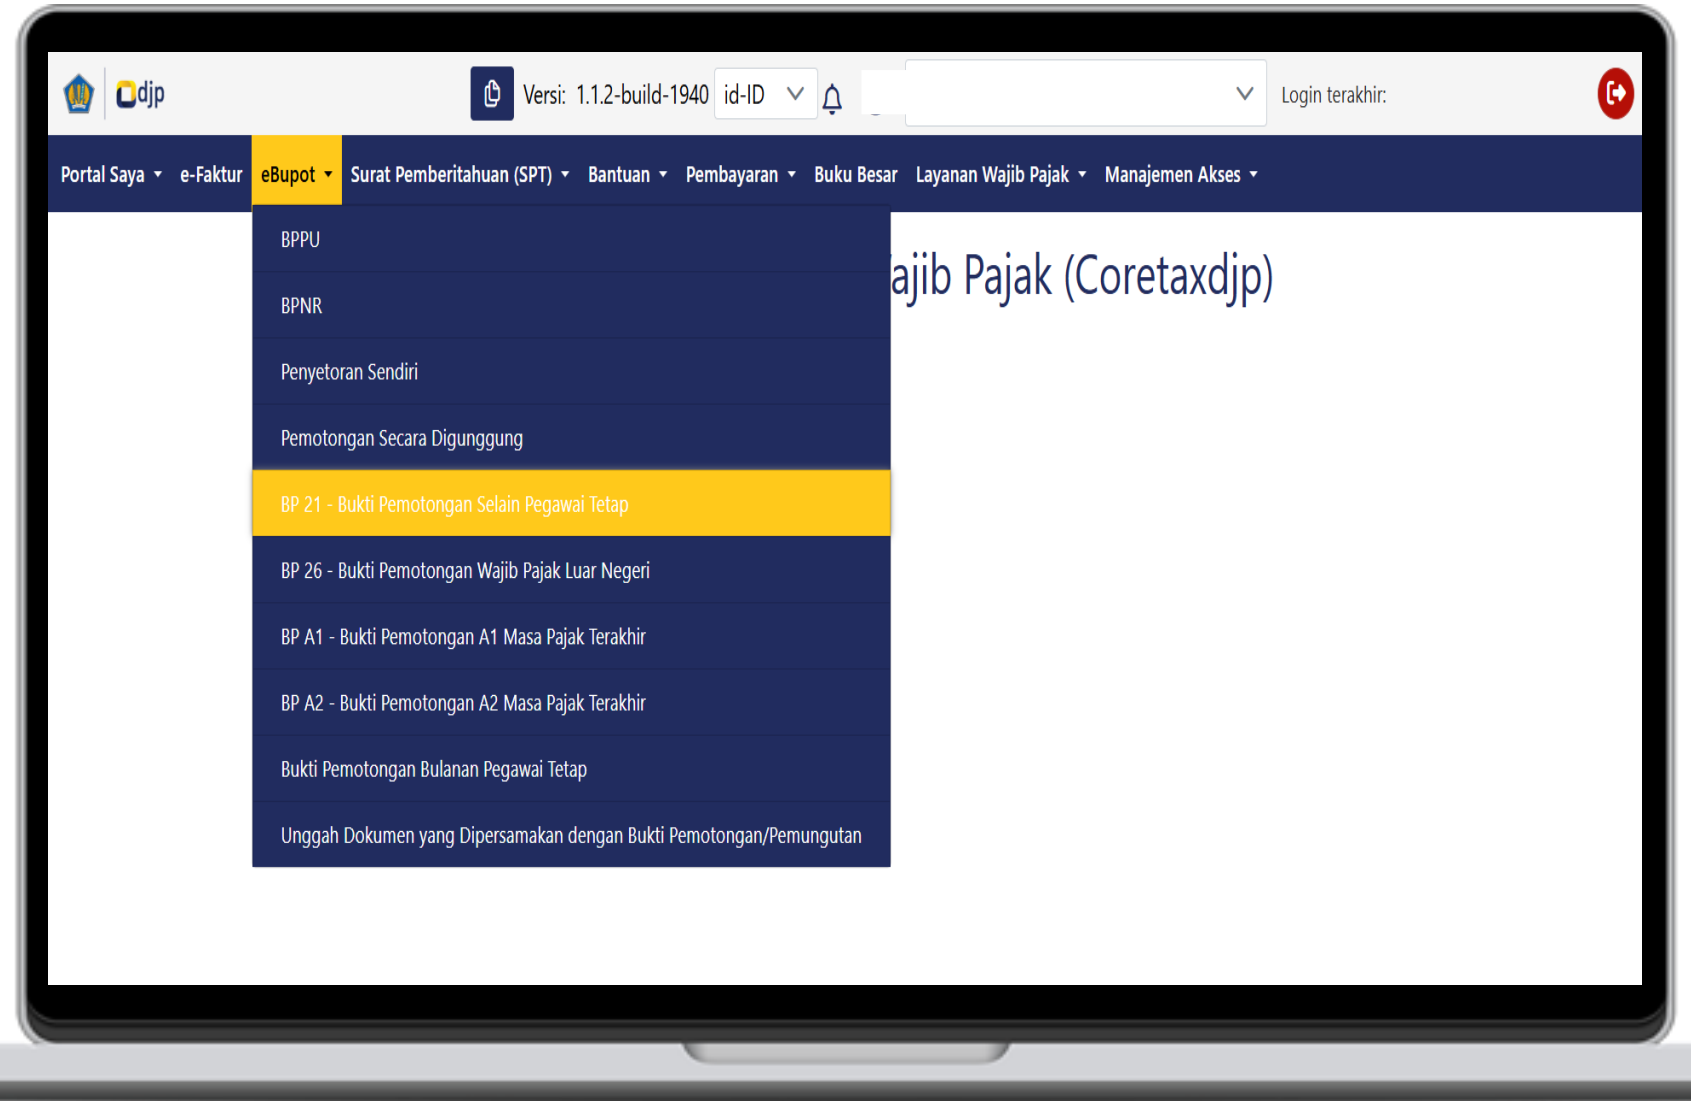 djp
Versi: 1.1.2-build-1940
id-ID
Login terakhir:
Portal Saya
e-Faktur
eBupot
Surat Pemberitahuan (SPT)
Bantuan
Pembayaran
Buku Besar
Layanan Wajib Pajak
Manajemen Akses
ajib Pajak (Coretaxdjp)
BPPU
BPNR
Penyetoran Sendiri
Pemotongan Secara Digunggung
BP 21 - Bukti Pemotongan Selain Pegawai Tetap
BP 26 - Bukti Pemotongan Wajib Pajak Luar Negeri
BP A1 - Bukti Pemotongan A1 Masa Pajak Terakhir
BP A2 - Bukti Pemotongan A2 Masa Pajak Terakhir
Bukti Pemotongan Bulanan Pegawai Tetap
Unggah Dokumen yang Dipersamakan dengan Bukti Pemotongan/Pemungutan